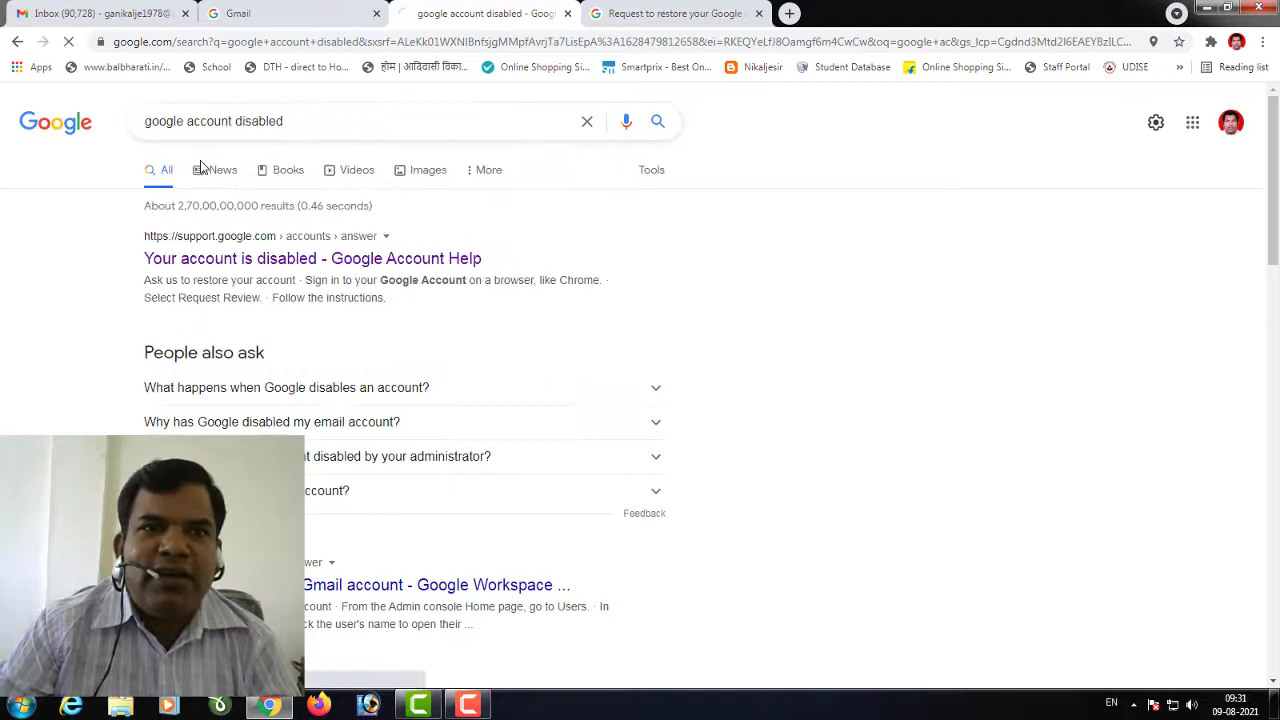 Inbox (90,728) - ganikalje1978@g
Gmail
google account disabled - Goog
Request to restore your Google
google.com/search?q=google+account+disabled&sxsrf=ALeKk01WXNIBnfsjgMMpfArrjTa7LisEpA%3A1628479812658&ei=RKEQYeLfJ8Oamaf6m4CwCw&oq=google+ac&gs_lcp=Cgdnd3Mtd2l6EAEYBzILC...
Apps
www.balbharati.in/...
School
DTH - direct to Ho...
होम | आदिवासी विका...
Online Shopping Si...
Smartprix - Best On...
Nikaljesir
Student Database
Online Shopping Si...
Staff Portal
UDISE
»
Reading list
Google
google account disabled
All
News
Books
Videos
Images
More
Tools
About 2,70,00,00,000 results (0.46 seconds)
https://support.google.com › accounts › answer
Your account is disabled - Google Account Help
Ask us to restore your account · Sign in to your Google Account on a browser, like Chrome. ·
Select Request Review. · Follow the instructions.
People also ask
What happens when Google disables an account?
Why has Google disabled my email account?
disabled by your administrator?
count?
Feedback
wer
Gmail account - Google Workspace ...
count · From the Admin console Home page, go to Users. · In
ck the user's name to open their ...
EN
09:31
09-08-2021